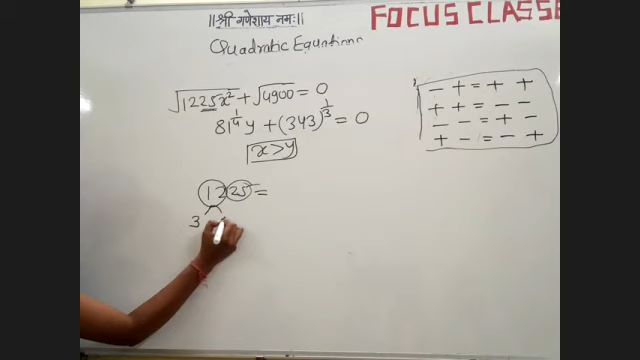 ||श्री गणेशाय नमः||
FOCUS CLASSE
Quadratic Equations
√1225x² + √4900 = 0
81^(1/4) y + (343)^(1/3) = 0
x > y
1225 =
3
- + = + +
+ + = - -
- - = + -
+ - = - +